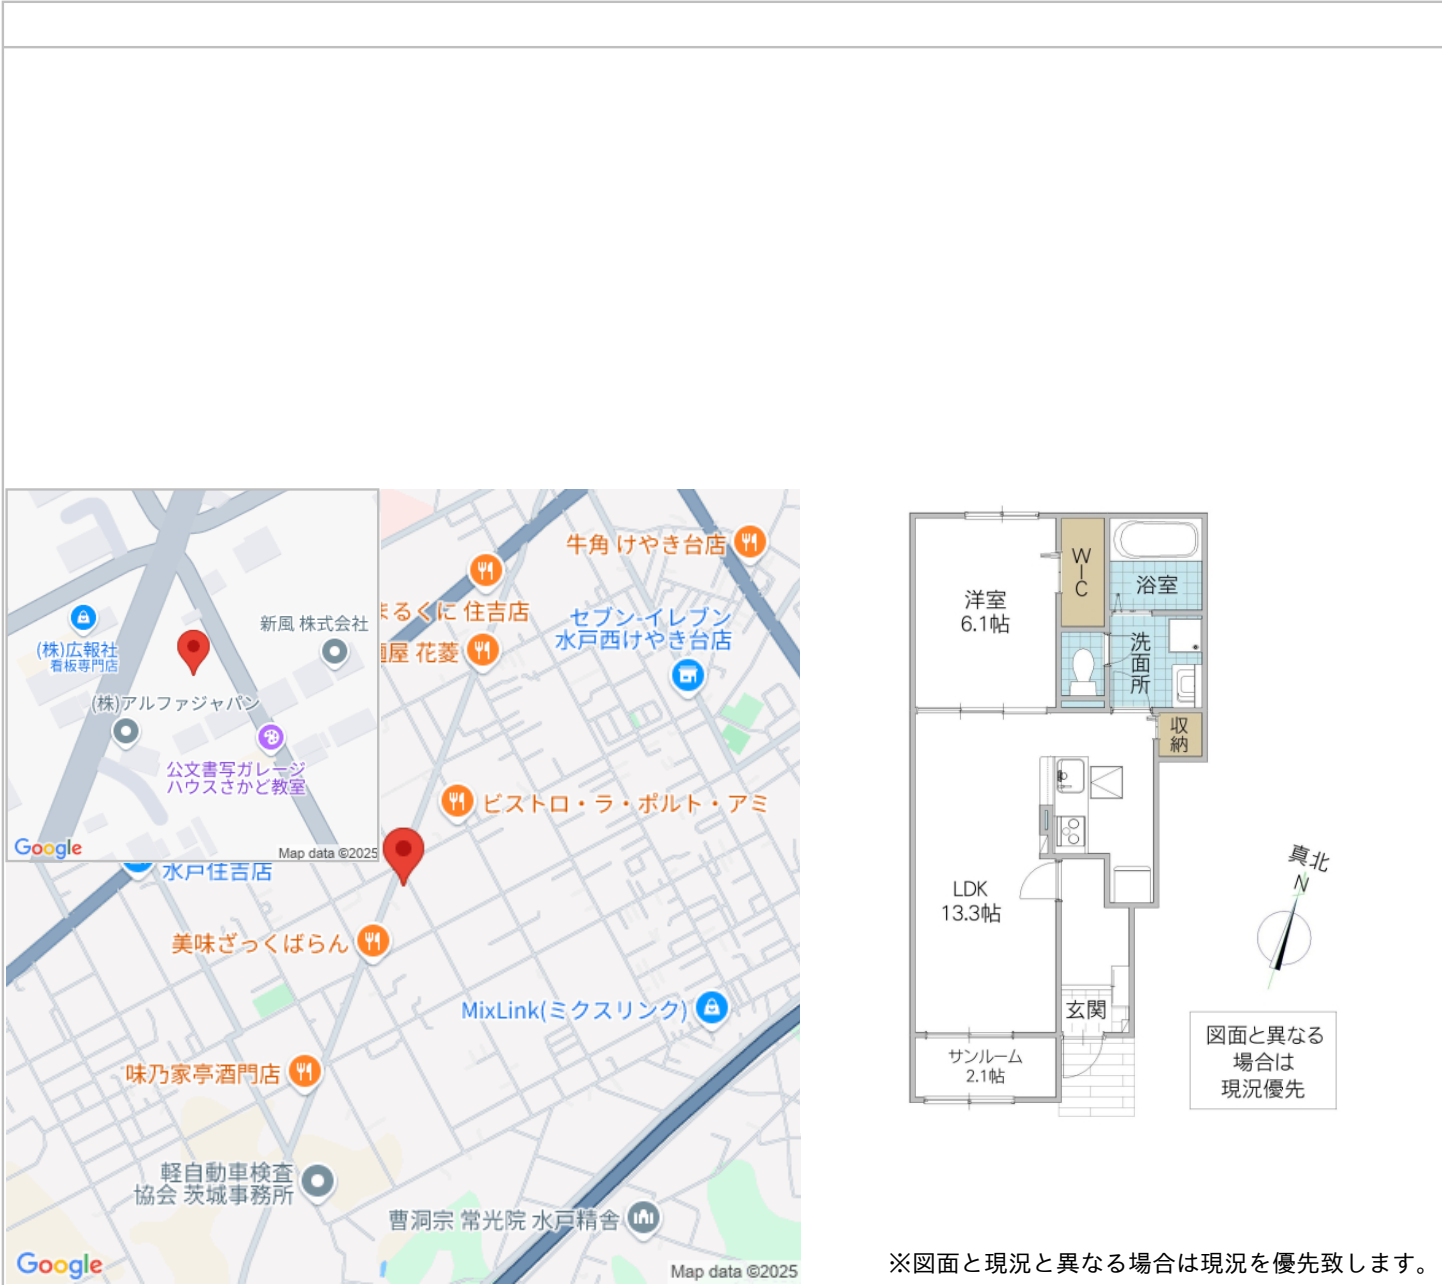 新風 株式会社
(株)広報社
看板専門店
(株)アルファジャパン
公文書写ガレージ
ハウスさかど教室
Google
Map data ©2025
牛角 けやき台店
まるくに 住吉店
セブン-イレブン
水戸西けやき台店
麺屋 花菱
ビストロ・ラ・ポルト・アミ
水戸住吉店
美味ざっくばらん
MixLink(ミクスリンク)
味乃家亭酒門店
軽自動車検査
協会 茨城事務所
曹洞宗 常光院 水戸精舎
Google
Map data ©2025
WIC
浴室
洋室
6.1帖
洗面所
収納
LDK
13.3帖
玄関
サンルーム
2.1帖
真北
N
図面と異なる
場合は
現況優先
※図面と現況と異なる場合は現況を優先致します。